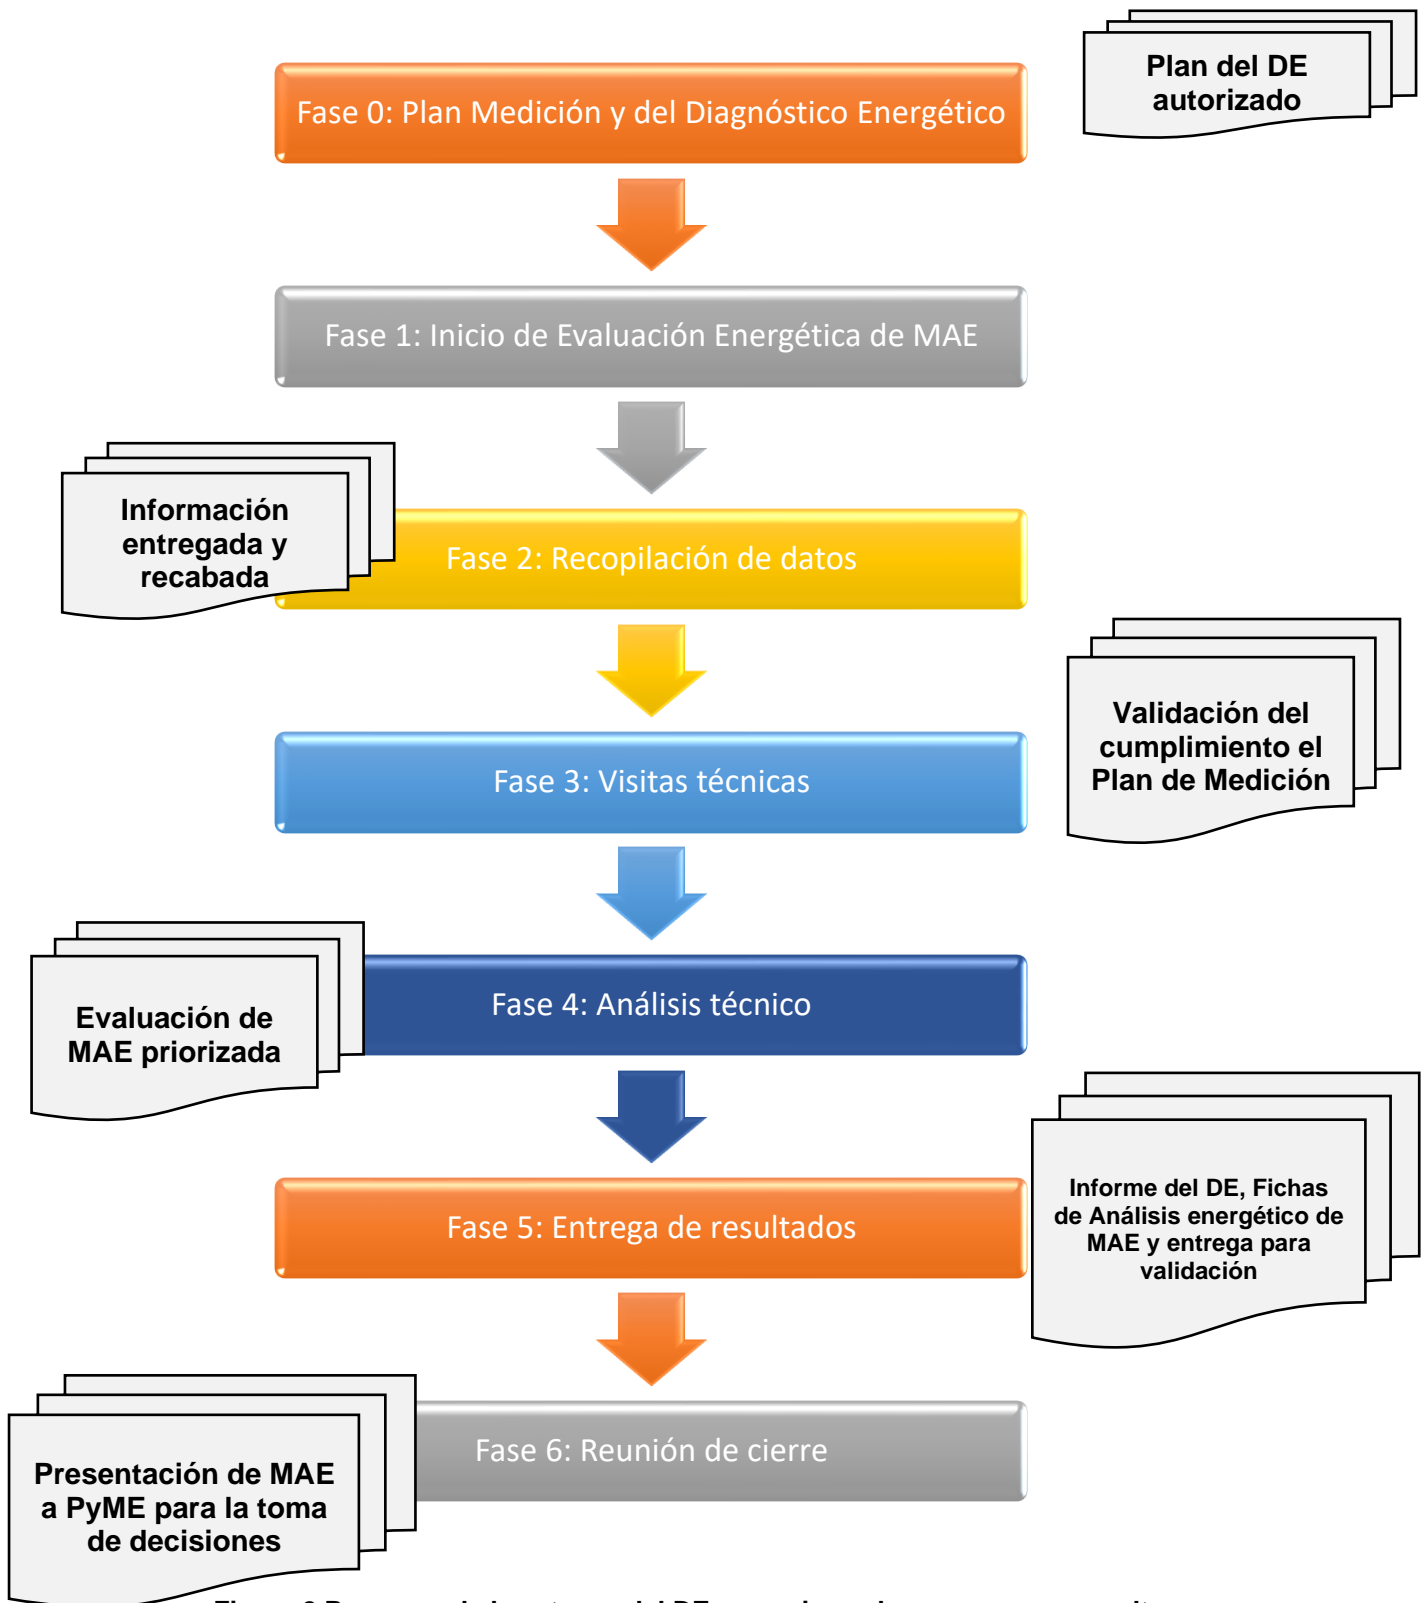 Plan del DE
autorizado
Fase 0: Plan Medición y del Diagnóstico Energético
Fase 1: Inicio de Evaluación Energética de MAE
Información
entregada y
recabada
Fase 2: Recopilación de datos
Validación del
cumplimiento el
Plan de Medición
Fase 3: Visitas técnicas
Evaluación de
MAE priorizada
Fase 4: Análisis técnico
Informe del DE, Fichas
de Análisis energético de
MAE y entrega para
validación
Fase 5: Entrega de resultados
Presentación de MAE
a PyME para la toma
de decisiones
Fase 6: Reunión de cierre